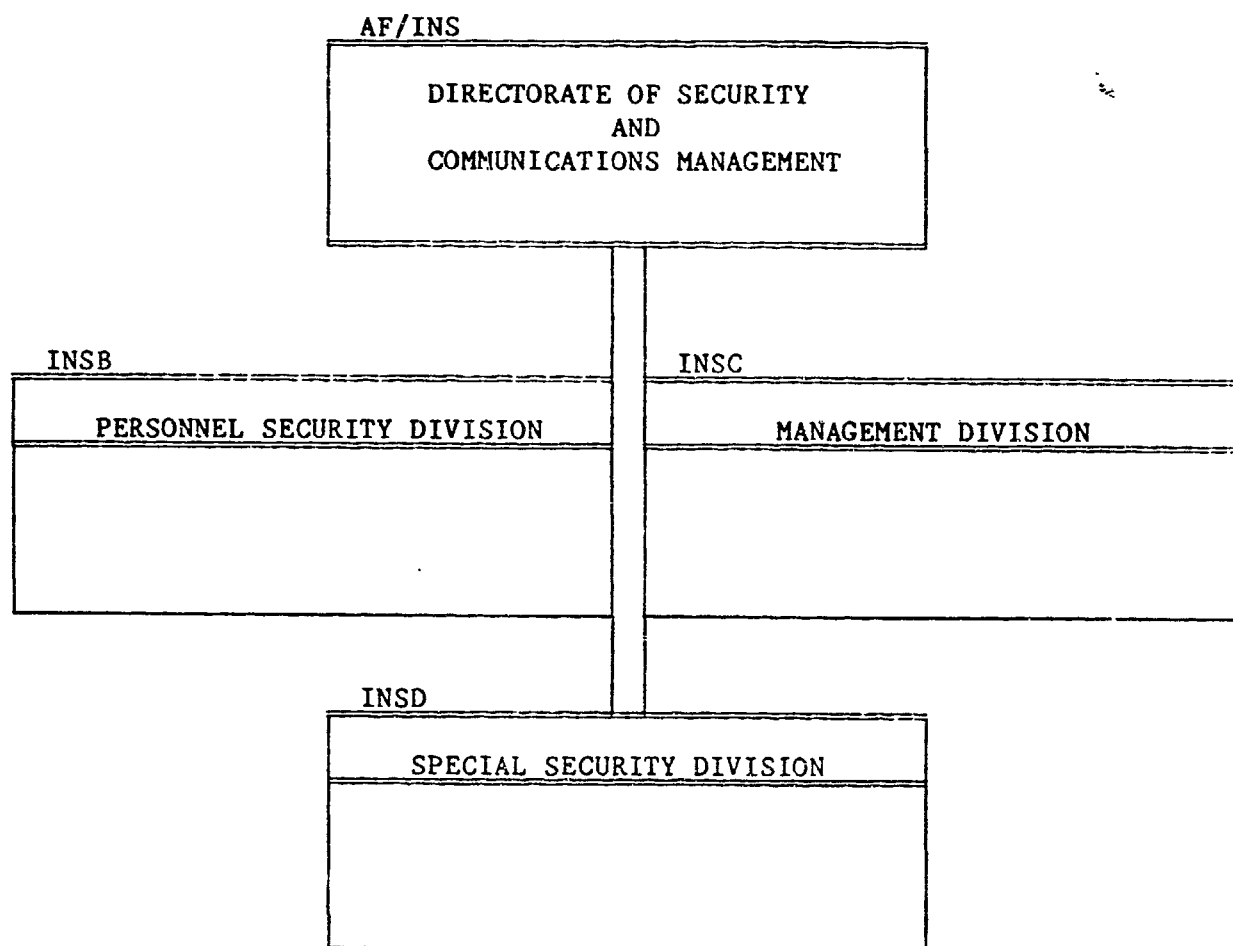 AF/INS
DIRECTORATE OF SECURITY
AND
COMMUNICATIONS MANAGEMENT
INSB
PERSONNEL SECURITY DIVISION
INSC
MANAGEMENT DIVISION
INSD
SPECIAL SECURITY DIVISION